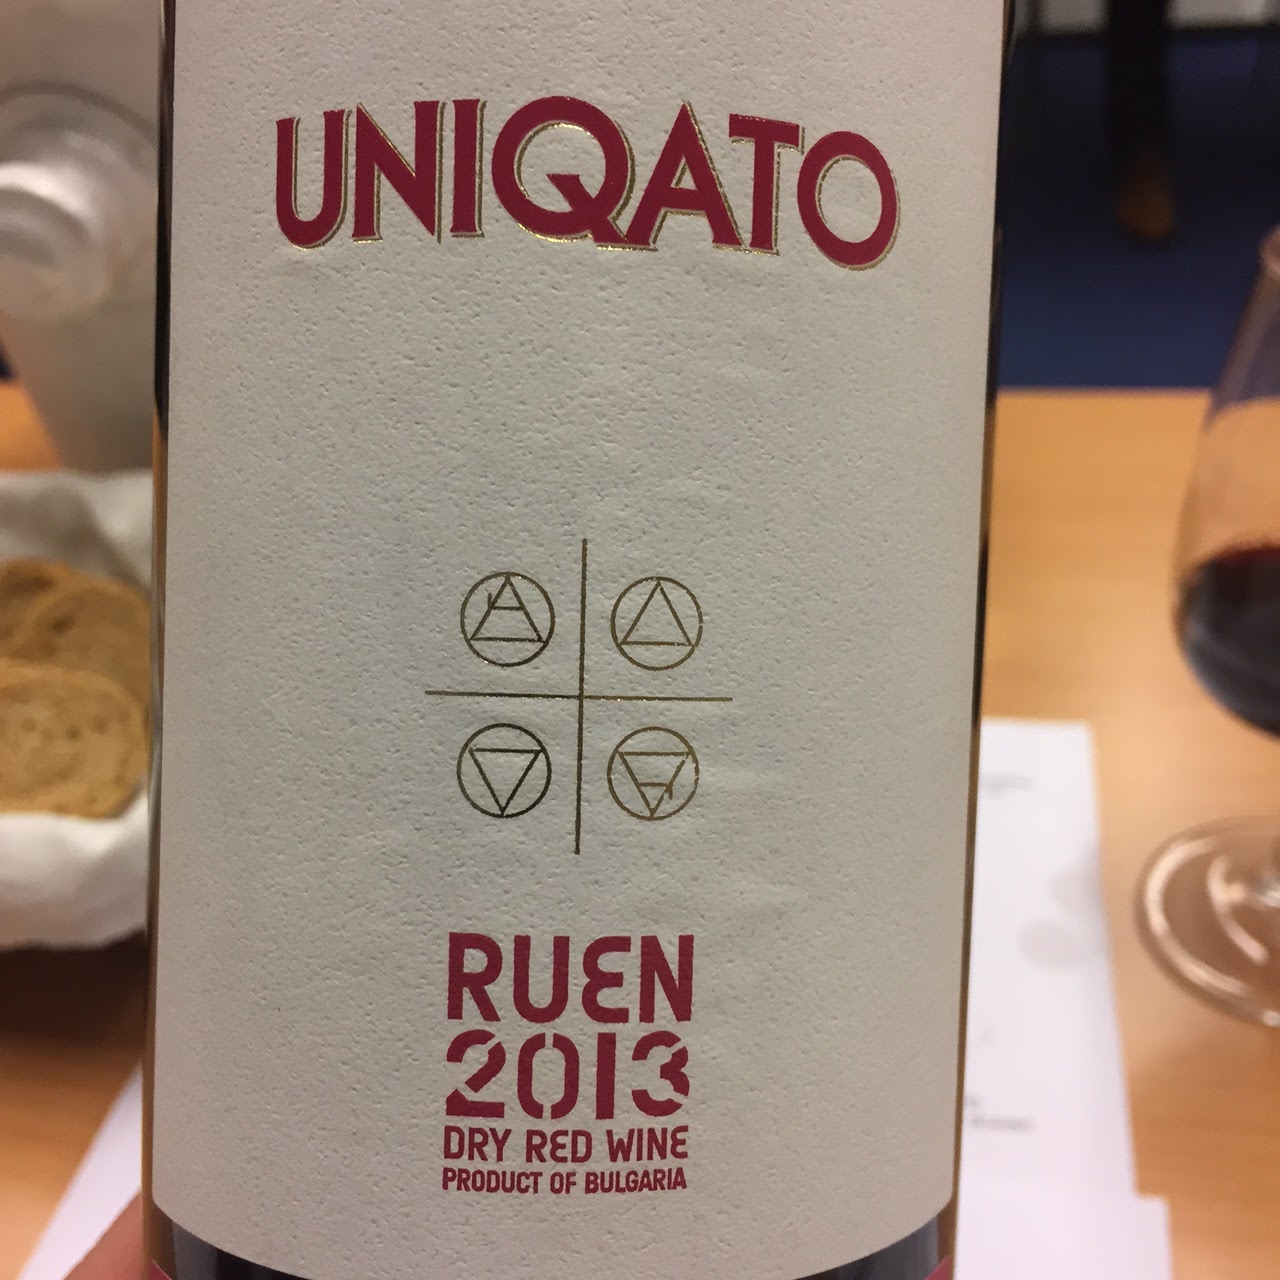 UNIQATO
RUEN
2013
DRY RED WINE
PRODUCT OF BULGARIA